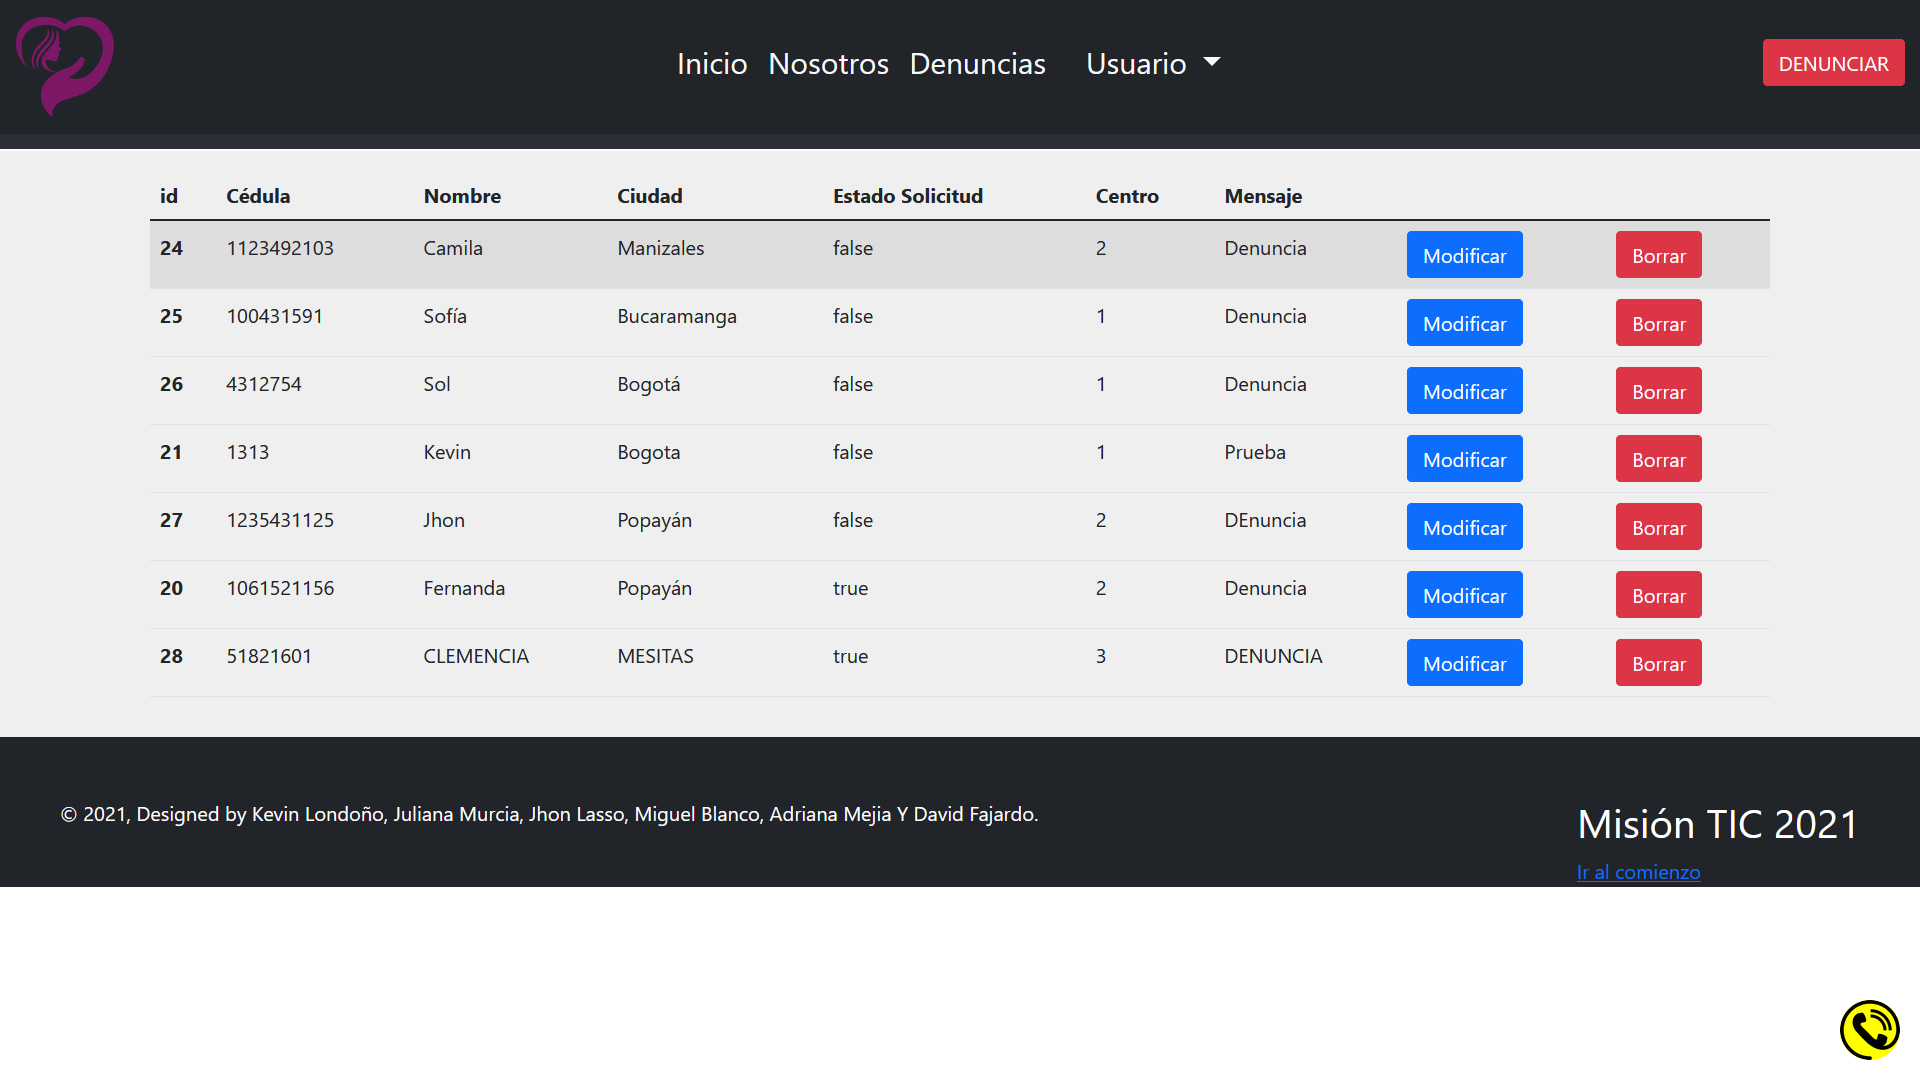 Inicio Nosotros Denuncias Usuario DENUNCIAR
id Cédula Nombre Ciudad Estado Solicitud Centro Mensaje
24 1123492103 Camila Manizales false 2 Denuncia Modificar Borrar
25 100431591 Sofía Bucaramanga false 1 Denuncia Modificar Borrar
26 4312754 Sol Bogotá false 1 Denuncia Modificar Borrar
21 1313 Kevin Bogota false 1 Prueba Modificar Borrar
27 1235431125 Jhon Popayán false 2 DEnuncia Modificar Borrar
20 1061521156 Fernanda Popayán true 2 Denuncia Modificar Borrar
28 51821601 CLEMENCIA MESITAS true 3 DENUNCIA Modificar Borrar
© 2021, Designed by Kevin Londoño, Juliana Murcia, Jhon Lasso, Miguel Blanco, Adriana Mejia Y David Fajardo.
Misión TIC 2021
Ir al comienzo